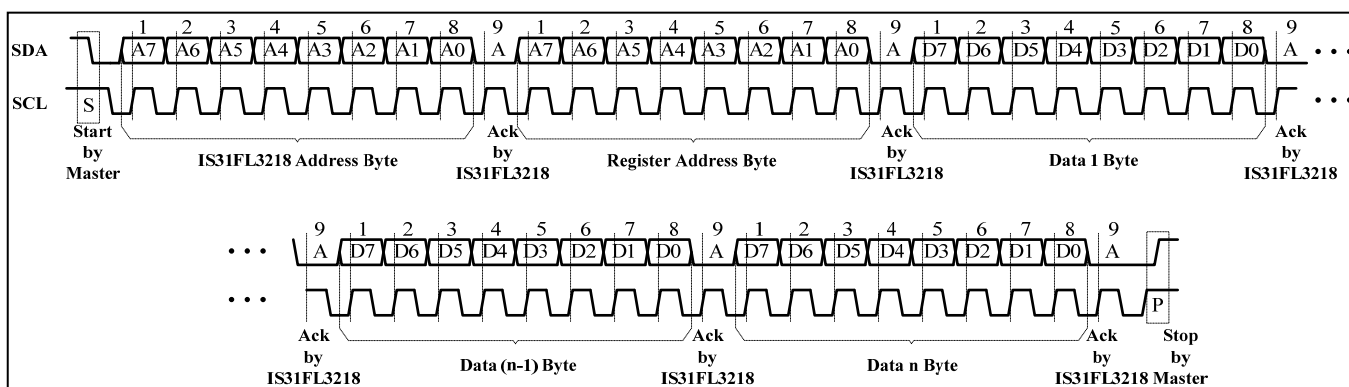 1 2 3 4 5 6 7 8 9 1 2 3 4 5 6 7 8 9 1 2 3 4 5 6 7 8 9
SDA A7 A6 A5 A4 A3 A2 A1 A0 A A7 A6 A5 A4 A3 A2 A1 A0 A D7 D6 D5 D4 D3 D2 D1 D0 A • • •
SCL S • • •
Start by Master
IS31FL3218 Address Byte
Ack by IS31FL3218
Register Address Byte
Ack by IS31FL3218
Data 1 Byte
Ack by IS31FL3218
9 1 2 3 4 5 6 7 8 9 1 2 3 4 5 6 7 8 9
• • • A D7 D6 D5 D4 D3 D2 D1 D0 A D7 D6 D5 D4 D3 D2 D1 D0 A
• • • P
Ack by IS31FL3218
Data (n-1) Byte
Ack by IS31FL3218
Data n Byte
Ack by IS31FL3218
Stop by Master